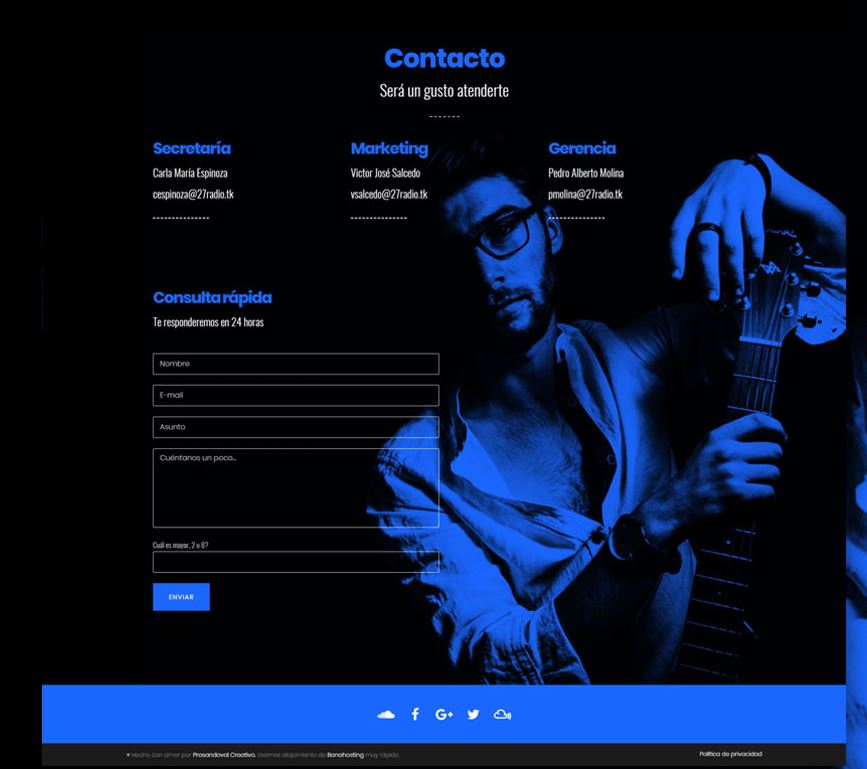 Contacto
Será un gusto atenderte
-------
Secretaría
Carla María Espinoza
cespinoza@27radio.tk
---------------
Marketing
Victor José Salcedo
vsalcedo@27radio.tk
---------------
Gerencia
Pedro Alberto Molina
pmolina@27radio.tk
---------------
Consulta rápida
Te responderemos en 24 horas
Nombre
E-mail
Asunto
Cuéntanos un poco...
Cuál es mayor, 2 u 8?
ENVIAR
♥ Hecho con amor por Prosandoval Creativo. Usamos alojamiento de Banahosting muy rápido
Política de privacidad